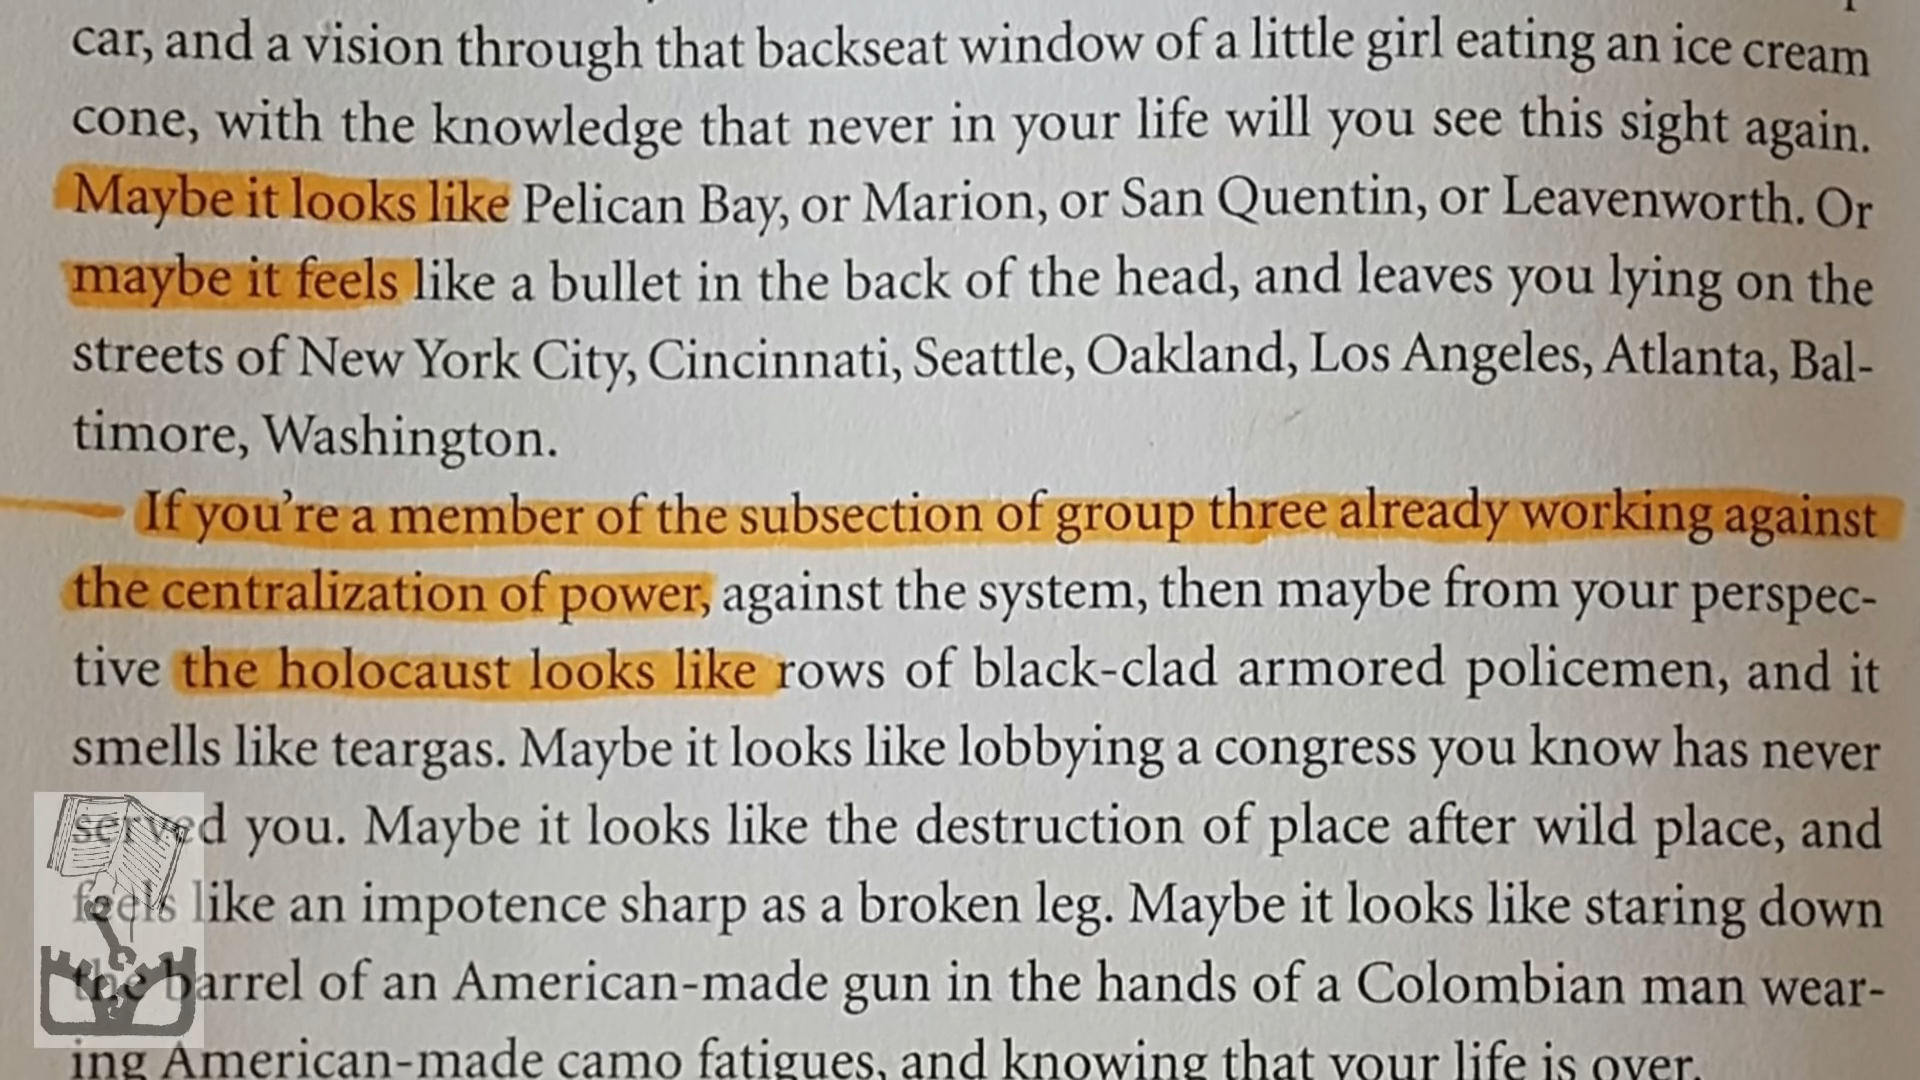 car, and a vision through that backseat window of a little girl eating an ice cream
cone, with the knowledge that never in your life will you see this sight again.
Maybe it looks like Pelican Bay, or Marion, or San Quentin, or Leavenworth. Or
maybe it feels like a bullet in the back of the head, and leaves you lying on the
streets of New York City, Cincinnati, Seattle, Oakland, Los Angeles, Atlanta, Bal-
timore, Washington.
If you're a member of the subsection of group three already working against
the centralization of power, against the system, then maybe from your perspec-
tive the holocaust looks like rows of black-clad armored policemen, and it
smells like teargas. Maybe it looks like lobbying a congress you know has never
served you. Maybe it looks like the destruction of place after wild place, and
feels like an impotence sharp as a broken leg. Maybe it looks like staring down
the barrel of an American-made gun in the hands of a Colombian man wear-
ing American-made camo fatigues, and knowing that your life is over.